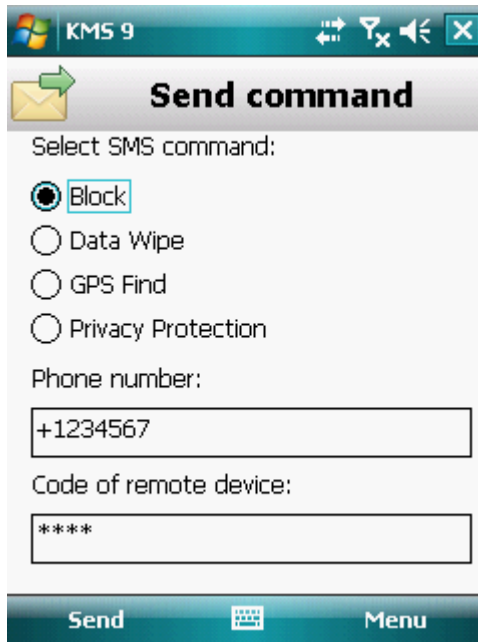 KMS 9
Send command
Select SMS command:
Block
Data Wipe
GPS Find
Privacy Protection
Phone number:
+1234567
Code of remote device:
****
Send Menu